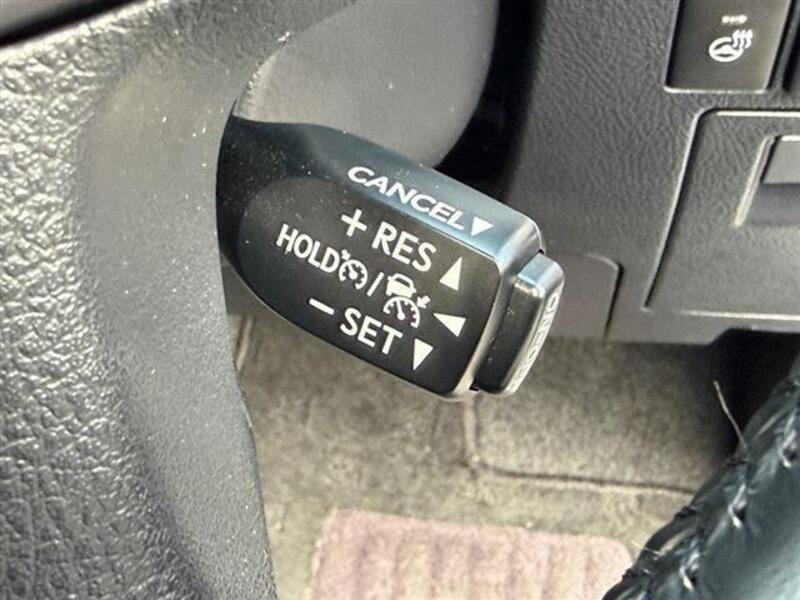 CANCEL▼
+ RES ▲
HOLD / ◀
− SET ▼